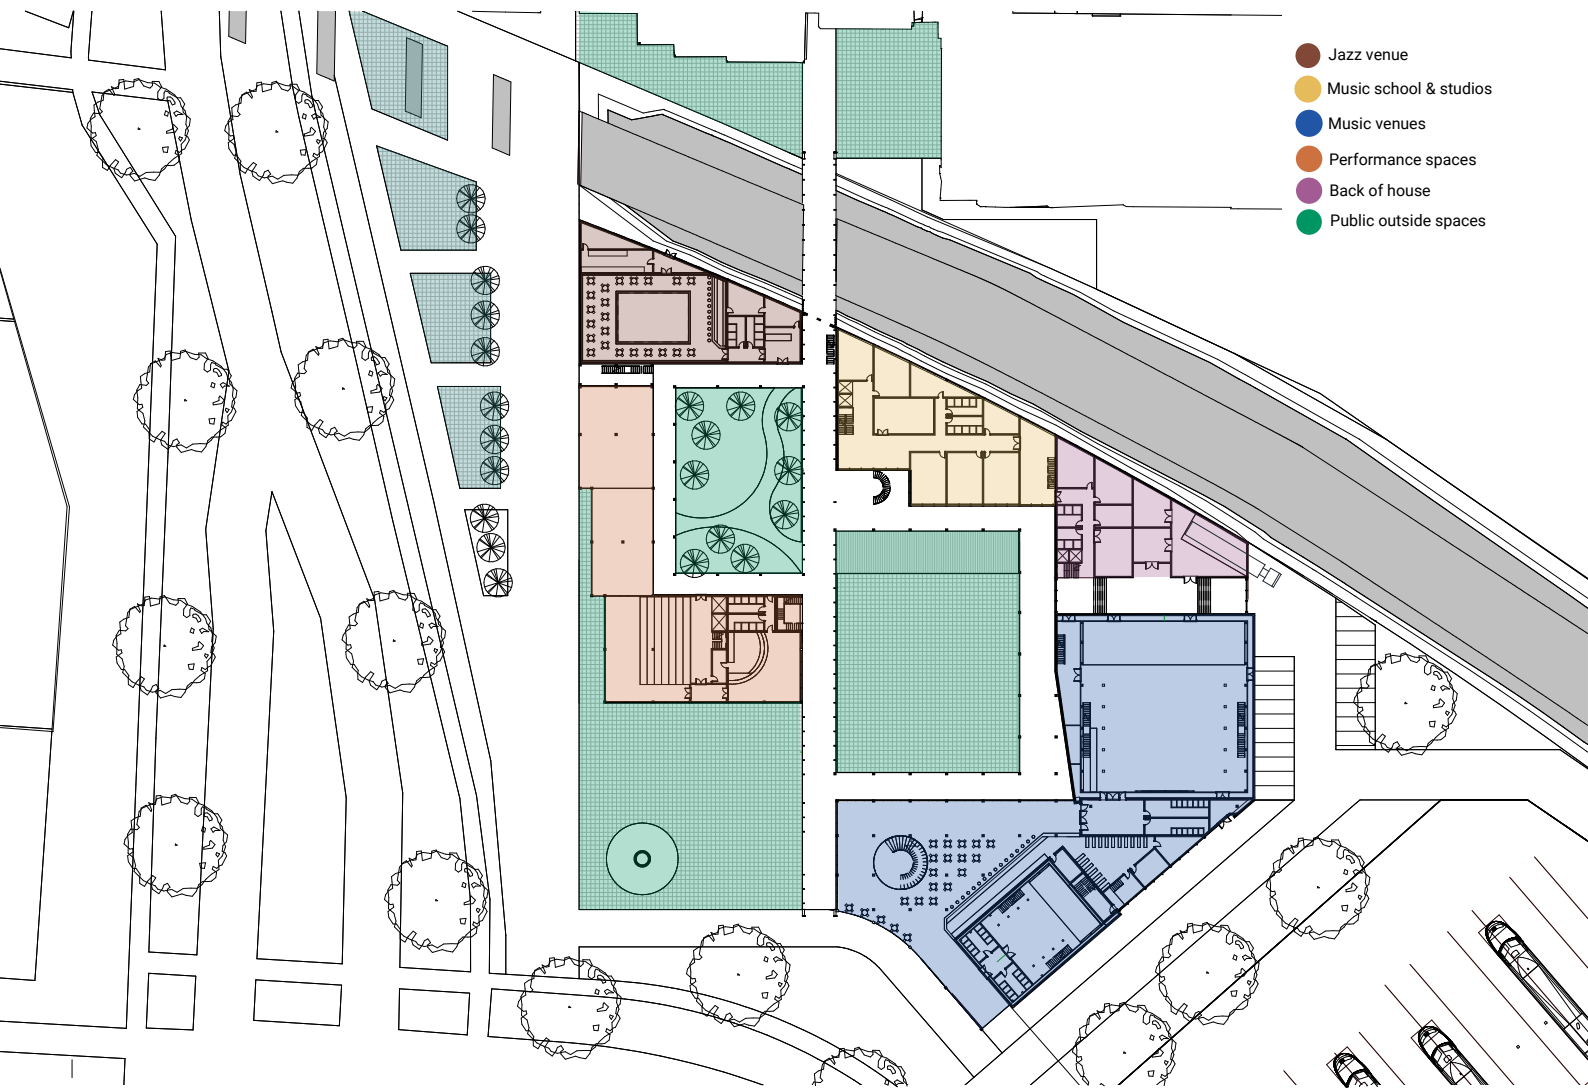 Jazz venue
Music school & studios
Music venues
Performance spaces
Back of house
Public outside spaces